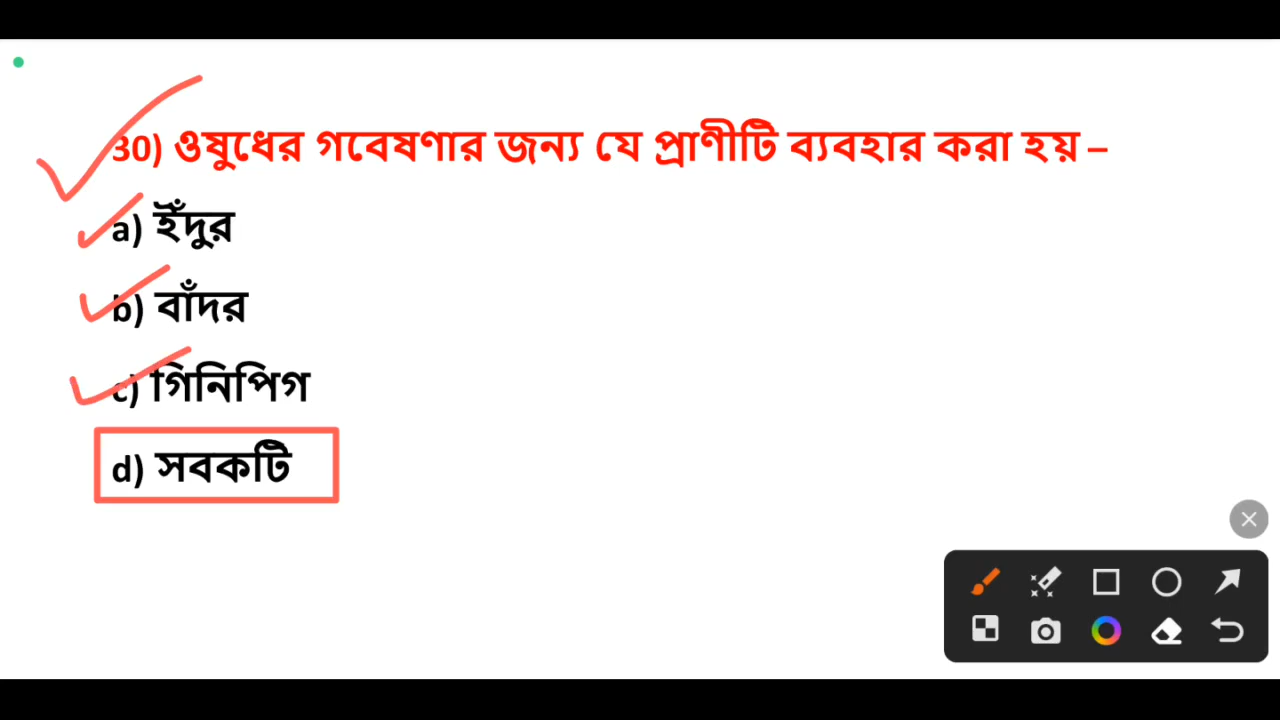 30) ওষুধের গবেষণার জন্য যে প্রাণীটি ব্যবহার করা হয় –
a) ইঁদুর
b) বাঁদর
c) গিনিপিগ
d) সবকটি